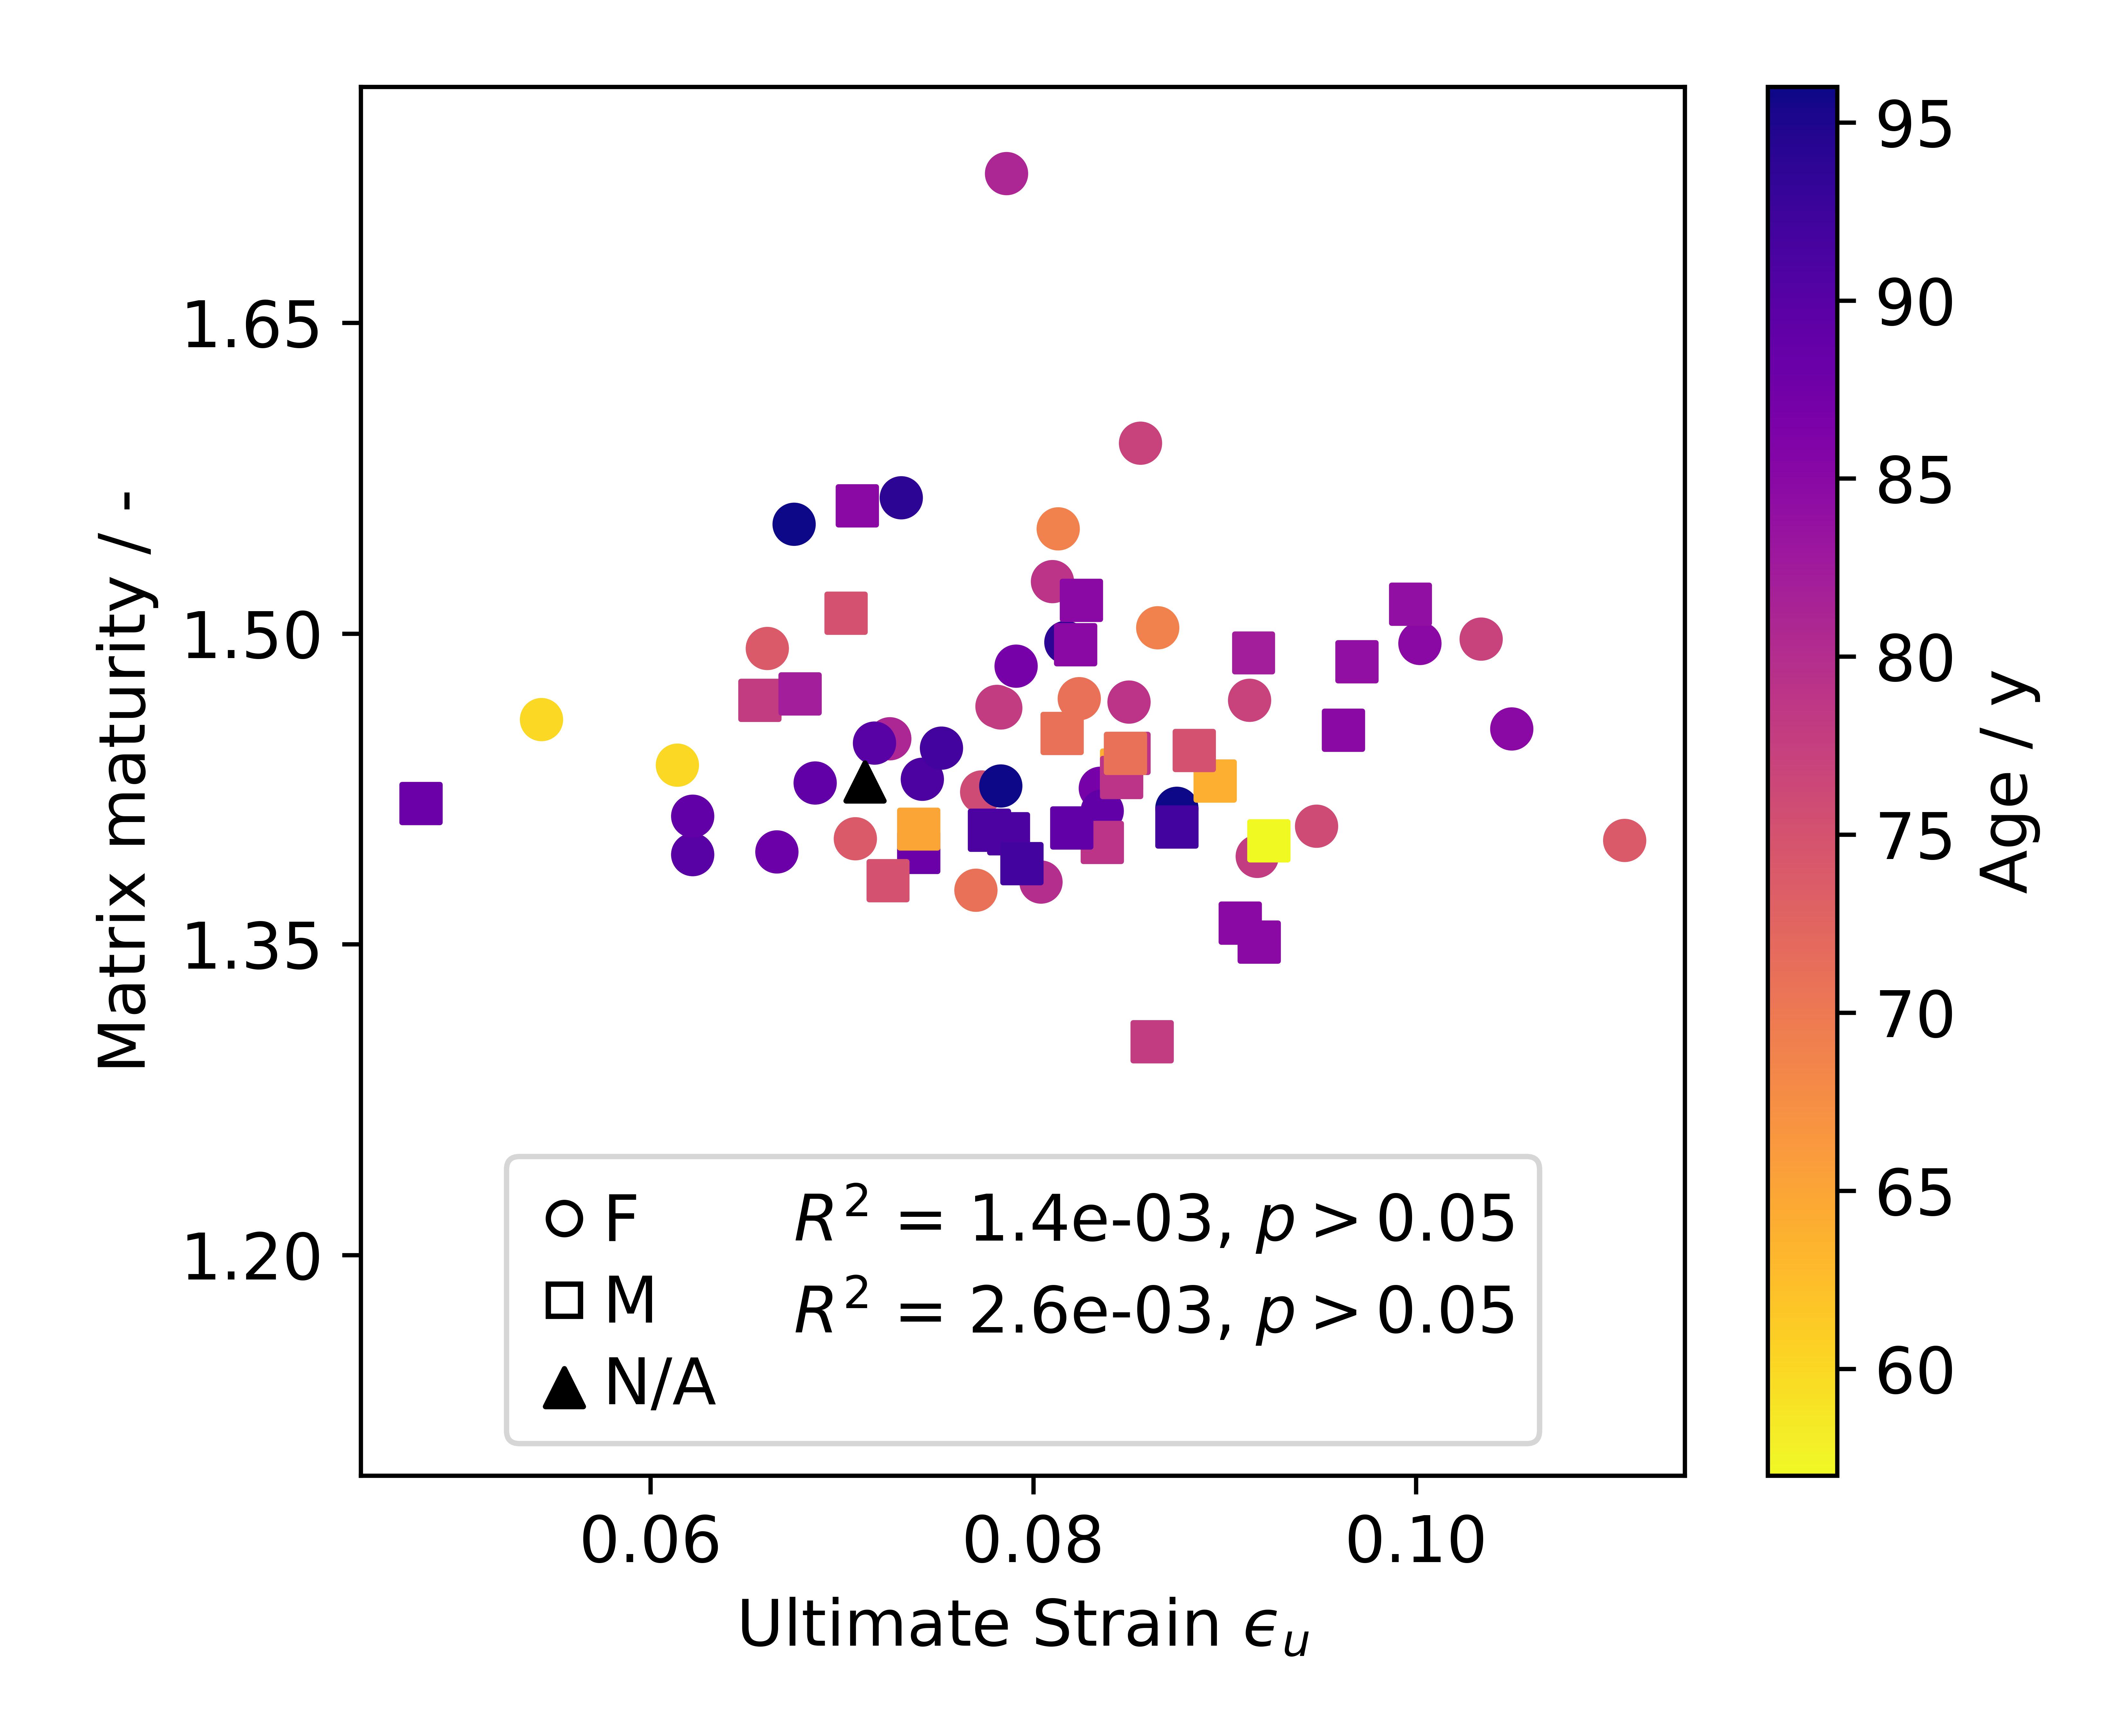 Matrix maturity / -
1.65
1.50
1.35
1.20
F R² = 1.4e-03, p > 0.05
M R² = 2.6e-03, p > 0.05
N/A
0.06 0.08 0.10
Ultimate Strain ϵᵤ
95
90
85
80
75
70
65
60
Age / y